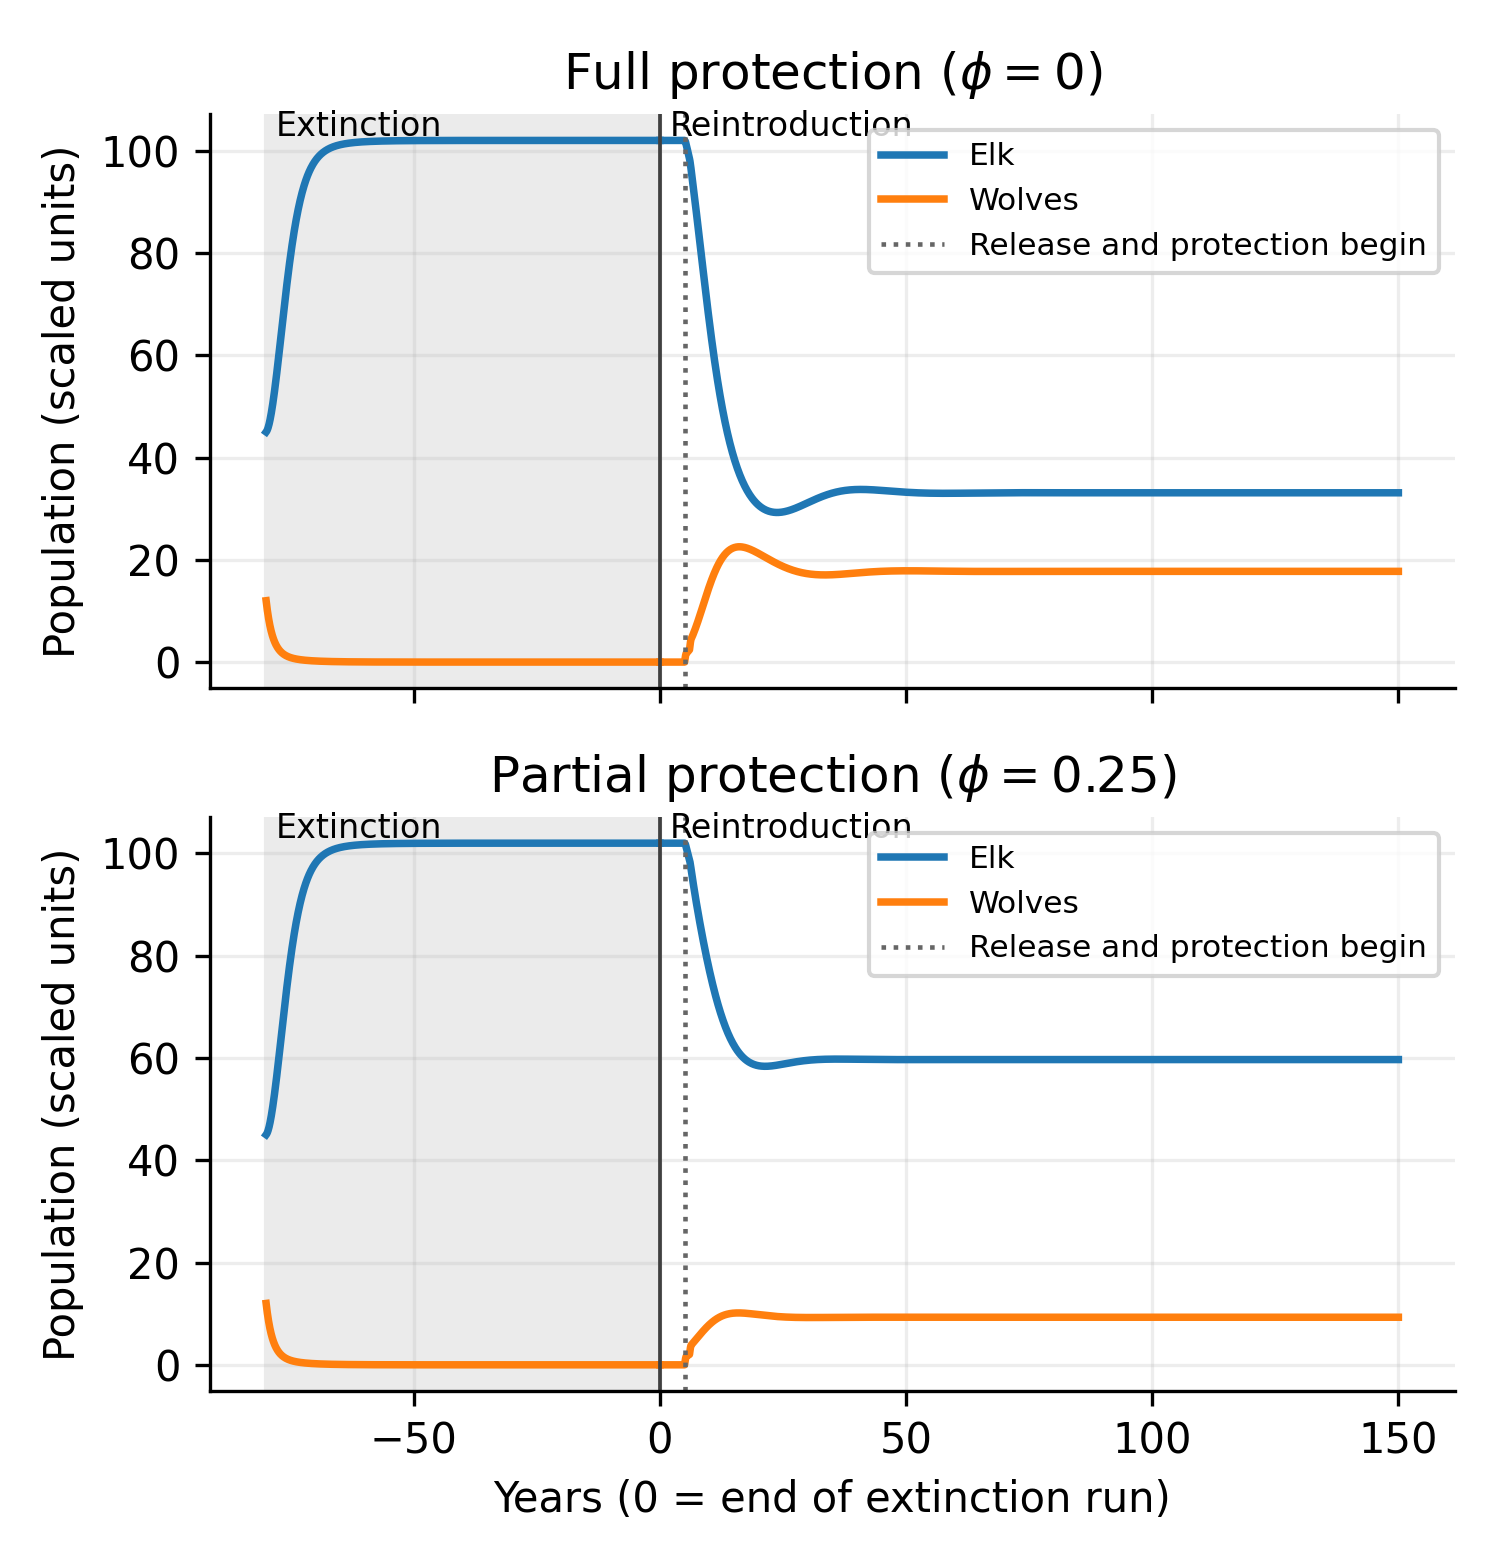 Full protection (ϕ = 0)
Extinction
Reintroduction
100
80
60
40
20
0
Population (scaled units)
Elk
Wolves
Release and protection begin
Partial protection (ϕ = 0.25)
Extinction
Reintroduction
100
80
60
40
20
0
Population (scaled units)
Elk
Wolves
Release and protection begin
−50 0 50 100 150
Years (0 = end of extinction run)